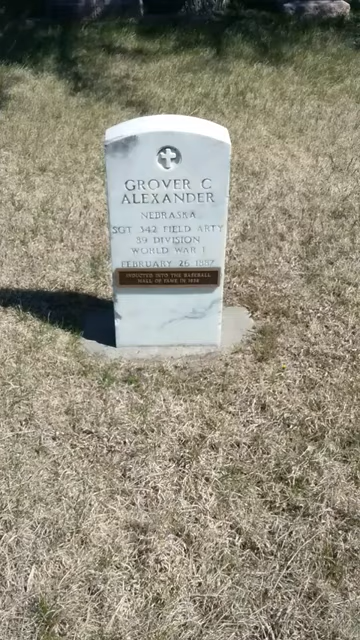 GROVER C
ALEXANDER
NEBRASKA
SGT 342 FIELD ARTY
89 DIVISION
WORLD WAR I
FEBRUARY 26 1887
INDUCTED INTO THE BASEBALL
HALL OF FAME IN 1938